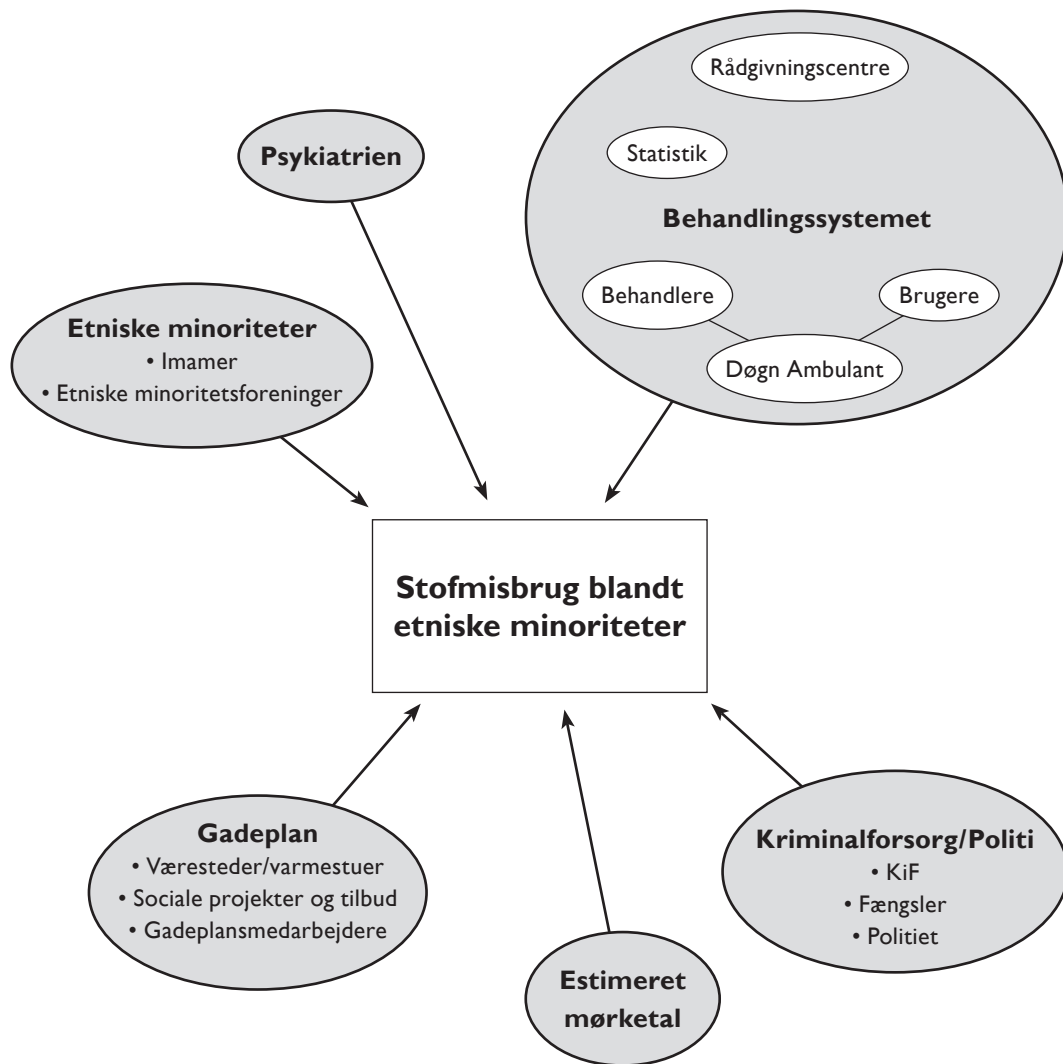 Rådgivningscentre
Psykiatrien
Statistik
Behandlingssystemet
Behandlere
Brugere
Døgn Ambulant
Etniske minoriteter
• Imamer
• Etniske minoritetsforeninger
Stofmisbrug blandt
etniske minoriteter
Gadeplan
• Væresteder/varmestuer
• Sociale projekter og tilbud
• Gadeplansmedarbejdere
Estimeret
mørketal
Kriminalforsorg/Politi
• KiF
• Fængsler
• Politiet